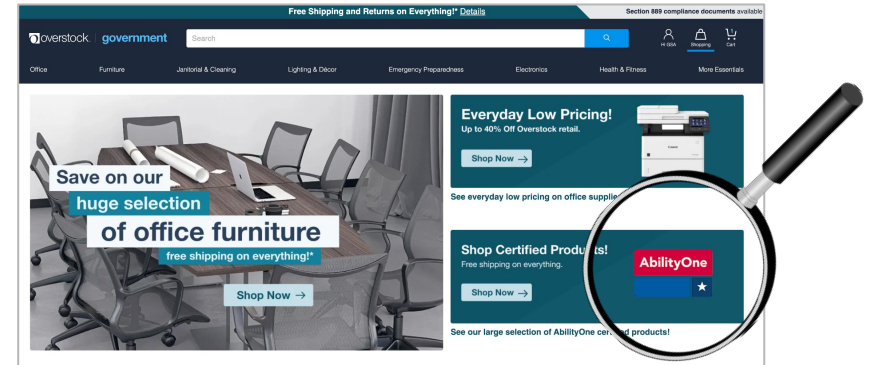 Free Shipping and Returns on Everything!* Details
Section 889 compliance documents available
overstock. government
Search
Hi GSA
Shopping
Cart
Office Furniture Janitorial & Cleaning Lighting & Décor Emergency Preparedness Electronics Health & Fitness More Essentials
Save on our
huge selection
of office furniture
free shipping on everything!*
Shop Now →
Everyday Low Pricing!
Up to 40% Off Overstock retail.
Shop Now →
Canon
See everyday low pricing on office supplie
Shop Certified Products!
Free shipping on everything.
Shop Now →
AbilityOne
See our large selection of AbilityOne certified products!